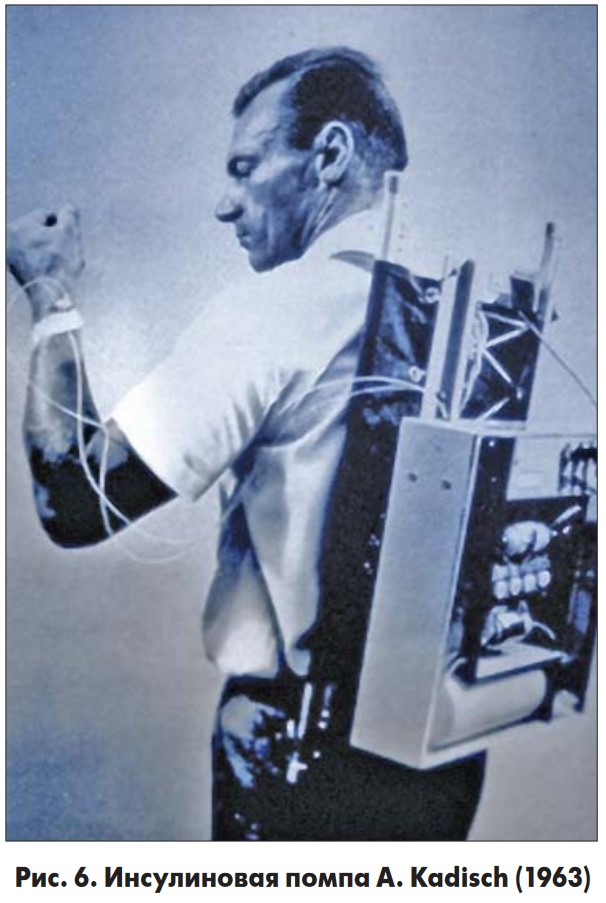 Рис. 6. Инсулиновая помпа A. Kadisch (1963)